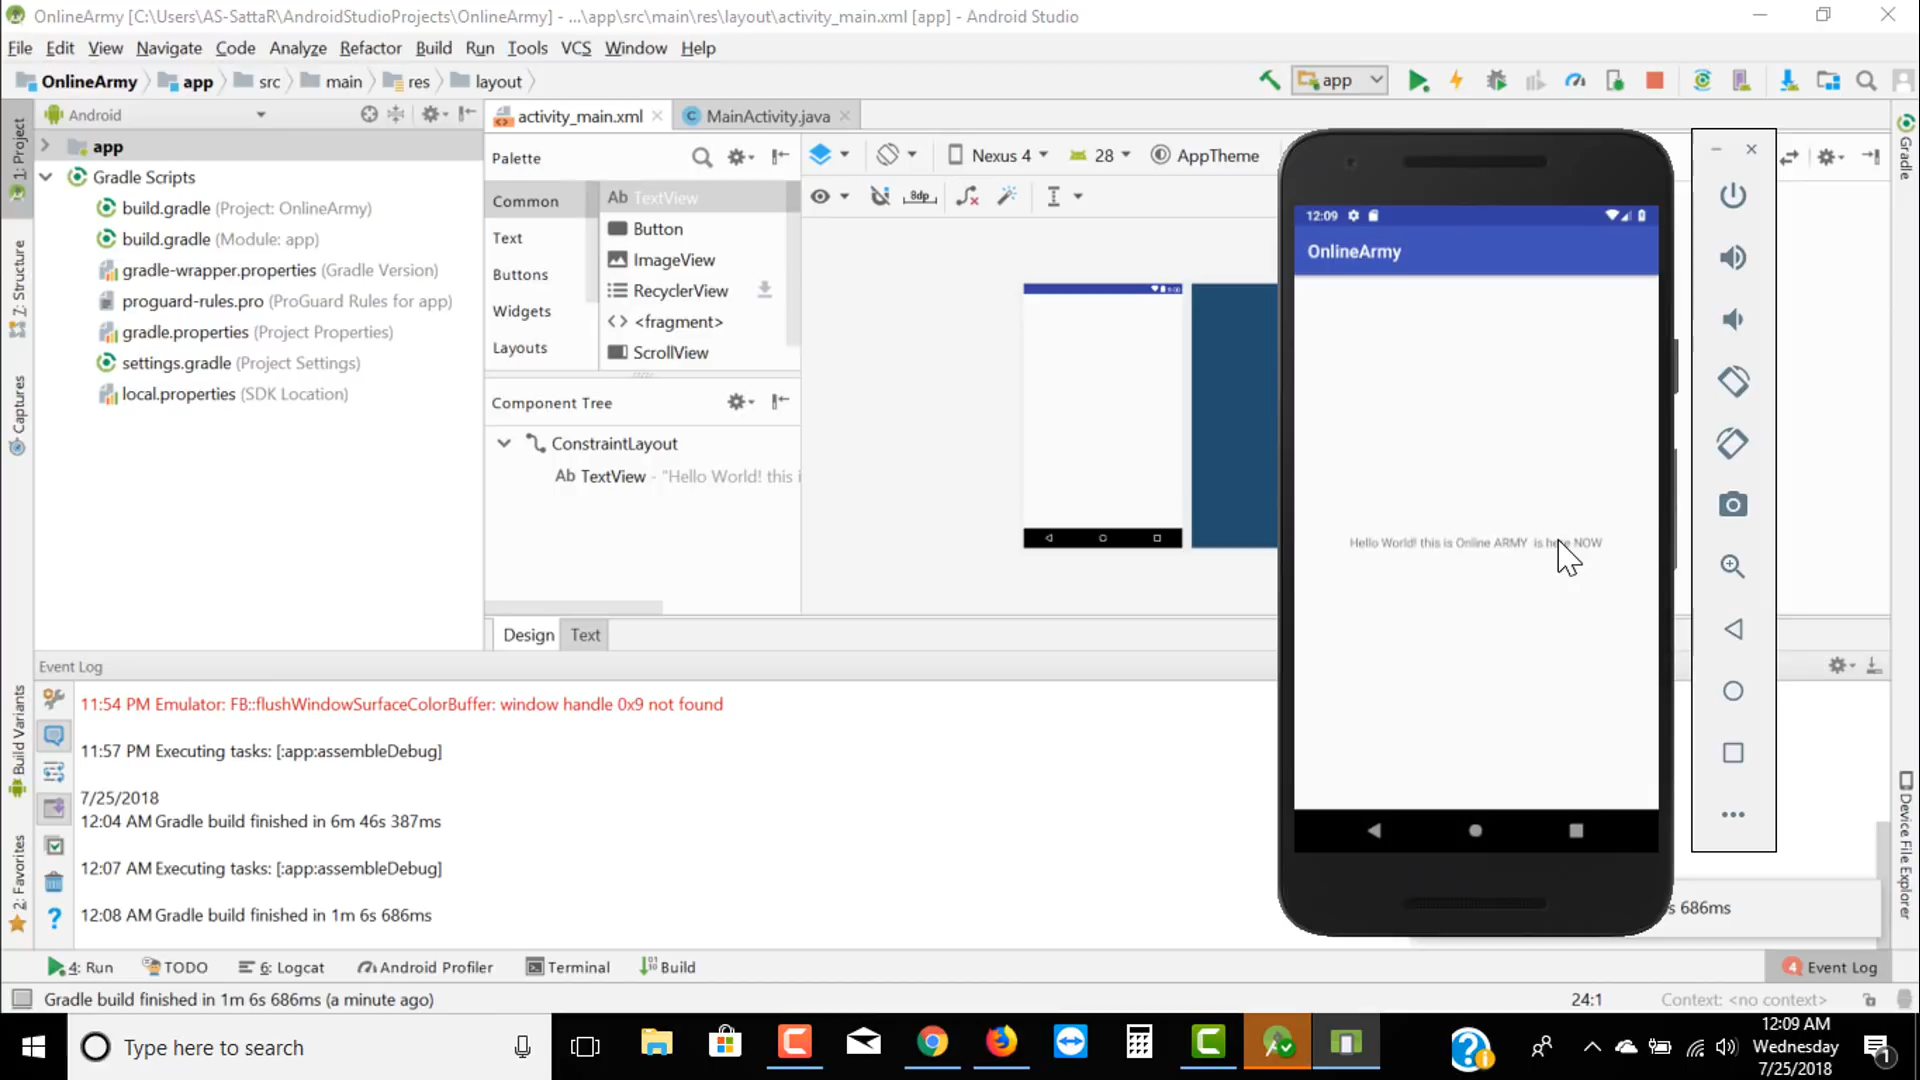 OnlineArmy [C:\Users\AS-SattaR\AndroidStudioProjects\OnlineArmy] - ...\app\src\main\res\layout\activity_main.xml [app] - Android Studio
File Edit View Navigate Code Analyze Refactor Build Run Tools VCS Window Help
OnlineArmy app src main res layout
app
Android
activity_main.xml
MainActivity.java
1: Project
7: Structure
Captures
Build Variants
2: Favorites
app
Gradle Scripts
build.gradle (Project: OnlineArmy)
build.gradle (Module: app)
gradle-wrapper.properties (Gradle Version)
proguard-rules.pro (ProGuard Rules for app)
gradle.properties (Project Properties)
settings.gradle (Project Settings)
local.properties (SDK Location)
Palette
Common
Text
Buttons
Widgets
Layouts
Ab TextView
Button
ImageView
RecyclerView
<> <fragment>
ScrollView
Nexus 4
28
AppTheme
8dp
Component Tree
ConstraintLayout
Ab TextView - "Hello World! this i
Design Text
12:09
OnlineArmy
Hello World! this is Online ARMY is here NOW
Gradle
Device File Explorer
Event Log
11:54 PM Emulator: FB::flushWindowSurfaceColorBuffer: window handle 0x9 not found
11:57 PM Executing tasks: [:app:assembleDebug]
7/25/2018
12:04 AM Gradle build finished in 6m 46s 387ms
12:07 AM Executing tasks: [:app:assembleDebug]
12:08 AM Gradle build finished in 1m 6s 686ms
s 686ms
4: Run TODO 6: Logcat Android Profiler Terminal Build
4 Event Log
Gradle build finished in 1m 6s 686ms (a minute ago)
24:1 Context: <no context>
Type here to search
12:09 AM
Wednesday
7/25/2018
1